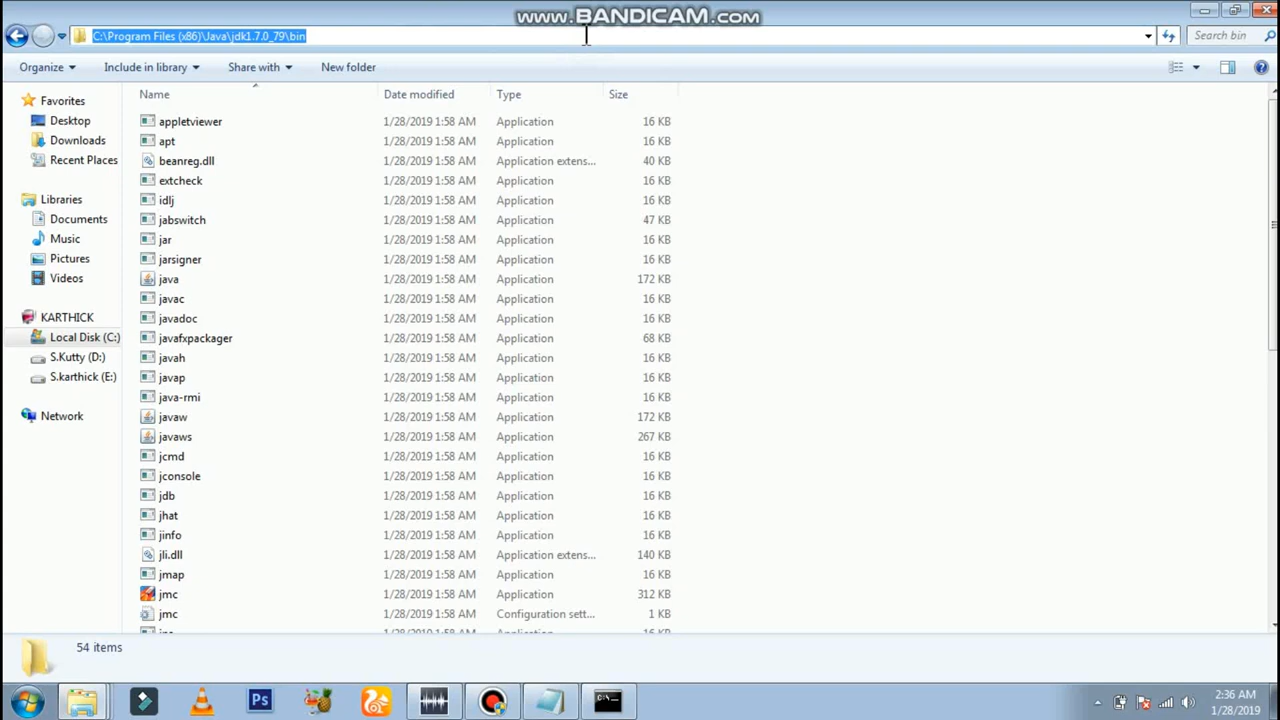 www.BANDICAM.com
C:\Program Files (x86)\Java\jdk1.7.0_79\bin
Search bin
Organize
Include in library
Share with
New folder
Name Date modified Type Size
Favorites
Desktop
Downloads
Recent Places
Libraries
Documents
Music
Pictures
Videos
KARTHICK
Local Disk (C:)
S.Kutty (D:)
S.karthick (E:)
Network
appletviewer 1/28/2019 1:58 AM Application 16 KB
apt 1/28/2019 1:58 AM Application 16 KB
beanreg.dll 1/28/2019 1:58 AM Application extens... 40 KB
extcheck 1/28/2019 1:58 AM Application 16 KB
idlj 1/28/2019 1:58 AM Application 16 KB
jabswitch 1/28/2019 1:58 AM Application 47 KB
jar 1/28/2019 1:58 AM Application 16 KB
jarsigner 1/28/2019 1:58 AM Application 16 KB
java 1/28/2019 1:58 AM Application 172 KB
javac 1/28/2019 1:58 AM Application 16 KB
javadoc 1/28/2019 1:58 AM Application 16 KB
javafxpackager 1/28/2019 1:58 AM Application 68 KB
javah 1/28/2019 1:58 AM Application 16 KB
javap 1/28/2019 1:58 AM Application 16 KB
java-rmi 1/28/2019 1:58 AM Application 16 KB
javaw 1/28/2019 1:58 AM Application 172 KB
javaws 1/28/2019 1:58 AM Application 267 KB
jcmd 1/28/2019 1:58 AM Application 16 KB
jconsole 1/28/2019 1:58 AM Application 16 KB
jdb 1/28/2019 1:58 AM Application 16 KB
jhat 1/28/2019 1:58 AM Application 16 KB
jinfo 1/28/2019 1:58 AM Application 16 KB
jli.dll 1/28/2019 1:58 AM Application extens... 140 KB
jmap 1/28/2019 1:58 AM Application 16 KB
jmc 1/28/2019 1:58 AM Application 312 KB
jmc 1/28/2019 1:58 AM Configuration sett... 1 KB
54 items
Ps
2:36 AM
1/28/2019